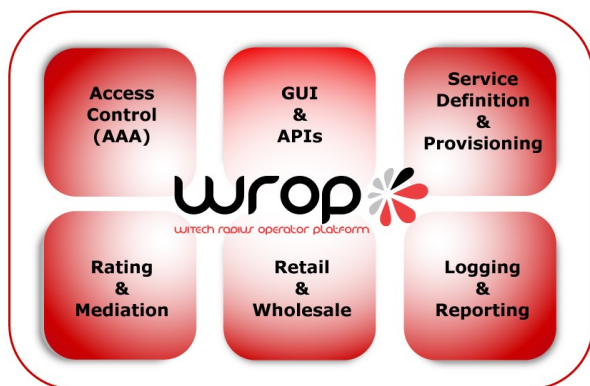 Access
Control
(AAA)
GUI
&
APIs
Service
Definition
&
Provisioning
wrop
WiTech radius operator platform
Rating
&
Mediation
Retail
&
Wholesale
Logging
&
Reporting